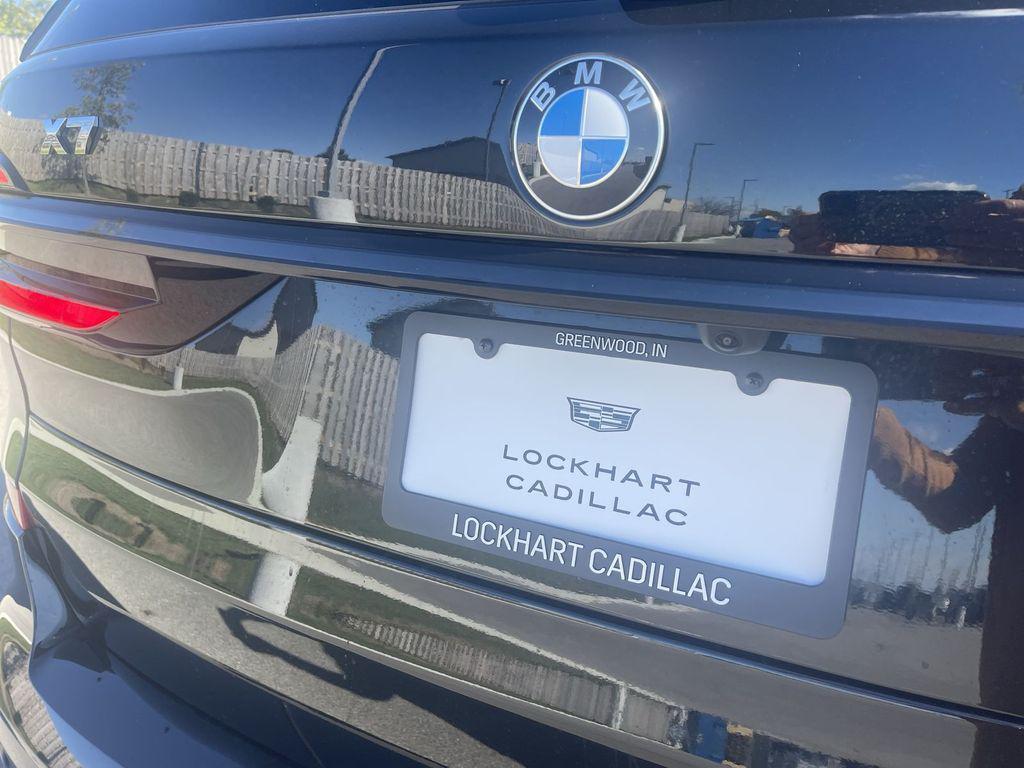 X7
BMW
GREENWOOD, IN
LOCKHART
CADILLAC
LOCKHART CADILLAC